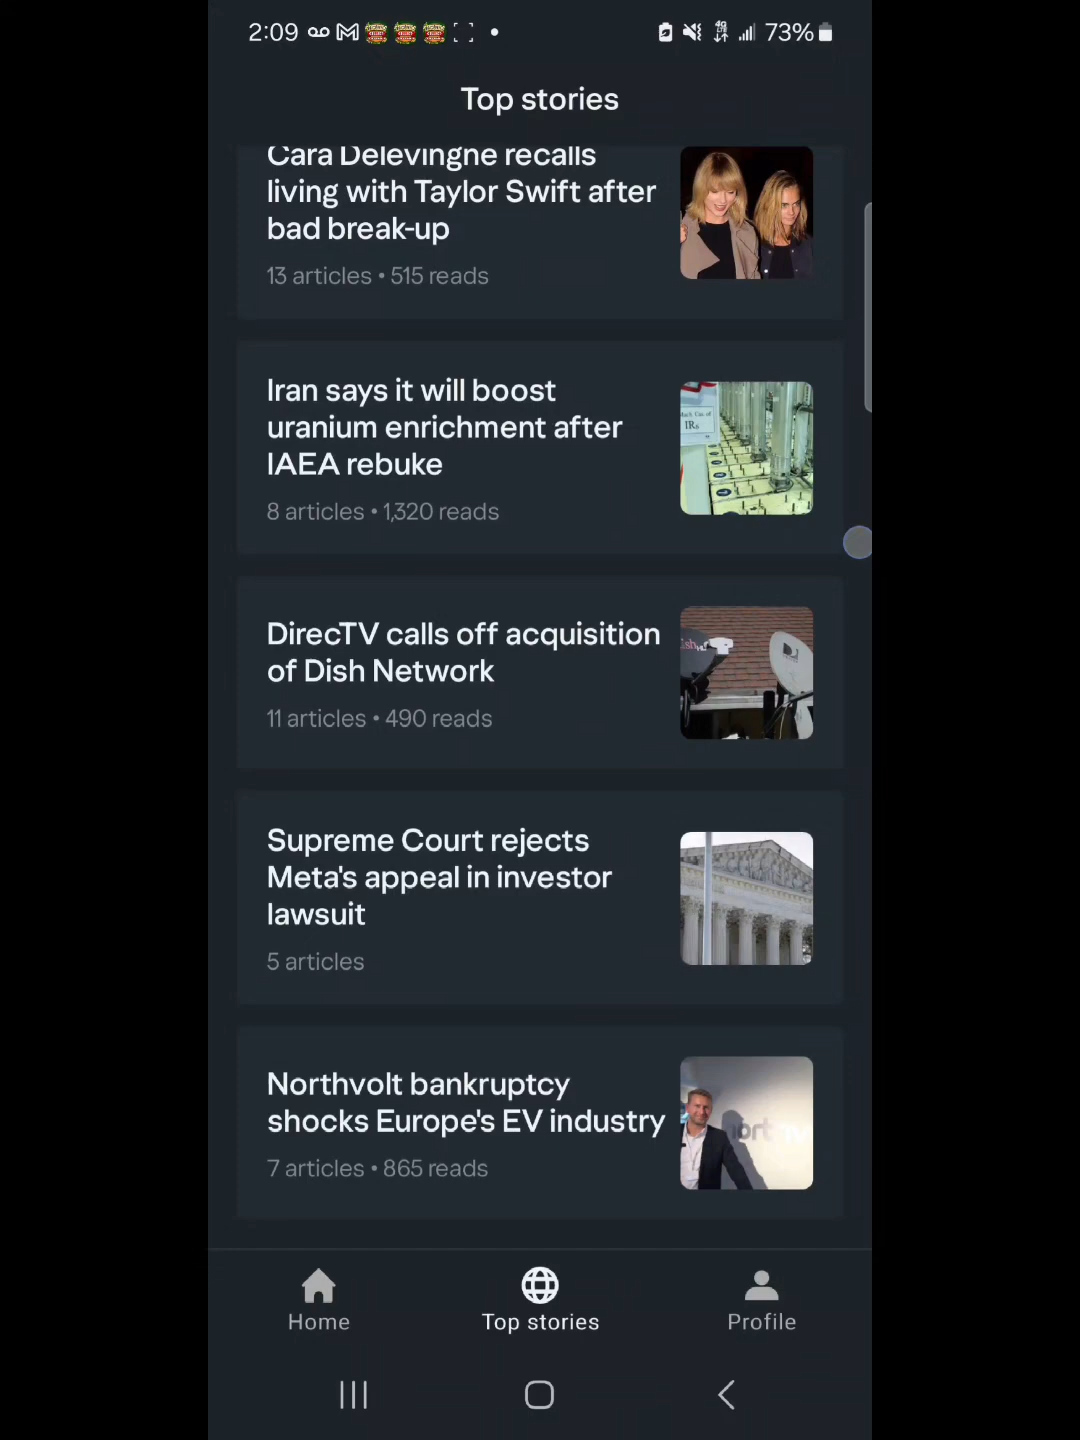 2:09
4G
73%
Top stories
Cara Delevingne recalls
living with Taylor Swift after
bad break-up
13 articles • 515 reads
Iran says it will boost
uranium enrichment after
IAEA rebuke
8 articles • 1,320 reads
IRs
DirecTV calls off acquisition
of Dish Network
11 articles • 490 reads
Supreme Court rejects
Meta's appeal in investor
lawsuit
5 articles
Northvolt bankruptcy
shocks Europe's EV industry
7 articles • 865 reads
Home
Top stories
Profile